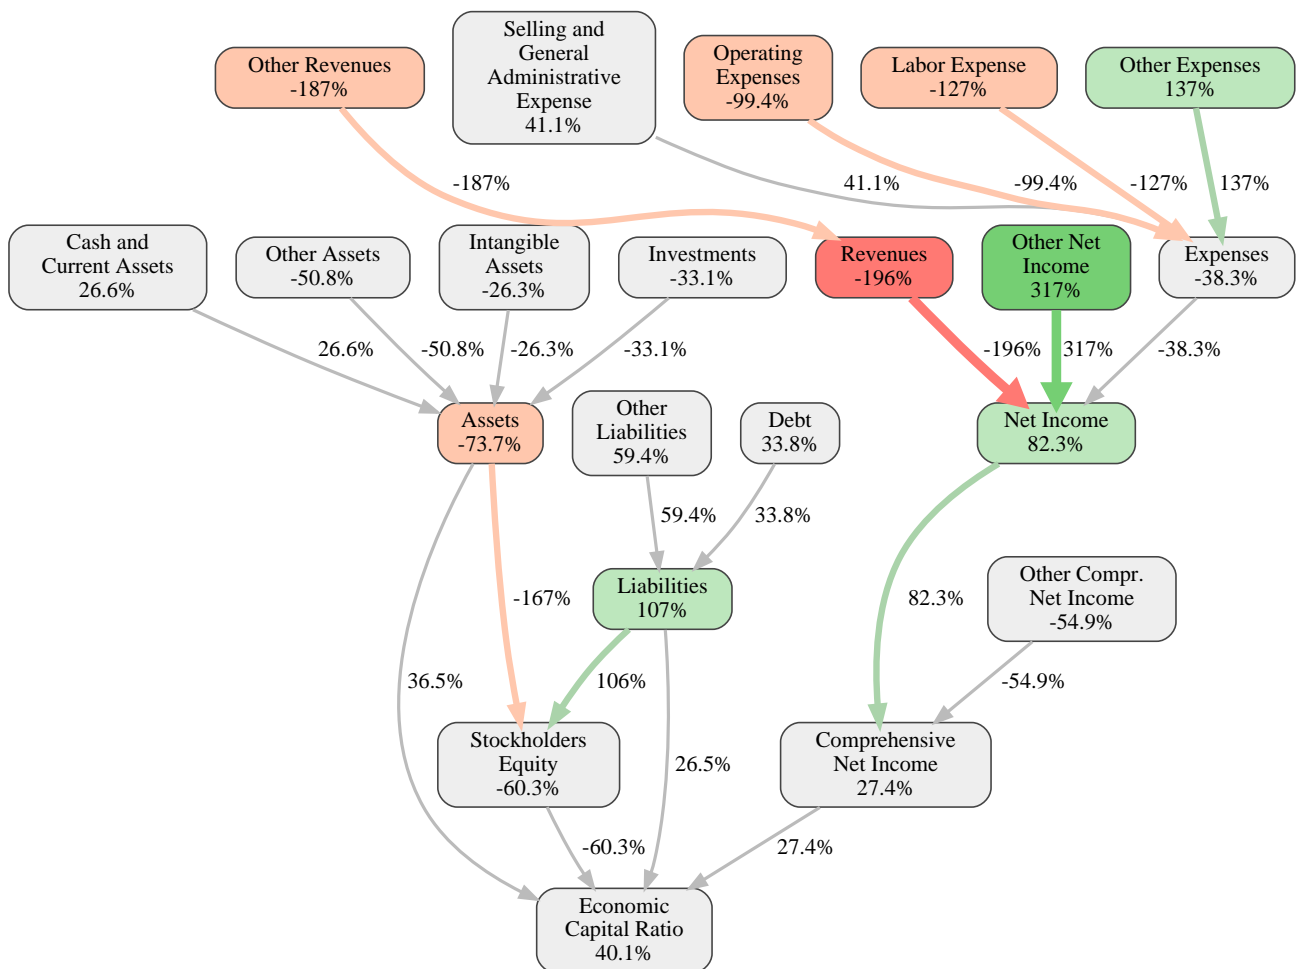 Selling and
General
Administrative
Expense
41.1%
Other Revenues
-187%
Operating
Expenses
-99.4%
Labor Expense
-127%
Other Expenses
137%
-187%
41.1%
-99.4%
-127%
137%
Cash and
Current Assets
26.6%
Other Assets
-50.8%
Intangible
Assets
-26.3%
Investments
-33.1%
Revenues
-196%
Other Net
Income
317%
Expenses
-38.3%
26.6%
-50.8%
-26.3%
-33.1%
-196%
317%
-38.3%
Assets
-73.7%
Other
Liabilities
59.4%
Debt
33.8%
Net Income
82.3%
59.4%
33.8%
-167%
Liabilities
107%
82.3%
Other Compr.
Net Income
-54.9%
36.5%
106%
-54.9%
Stockholders
Equity
-60.3%
26.5%
Comprehensive
Net Income
27.4%
-60.3%
27.4%
Economic
Capital Ratio
40.1%